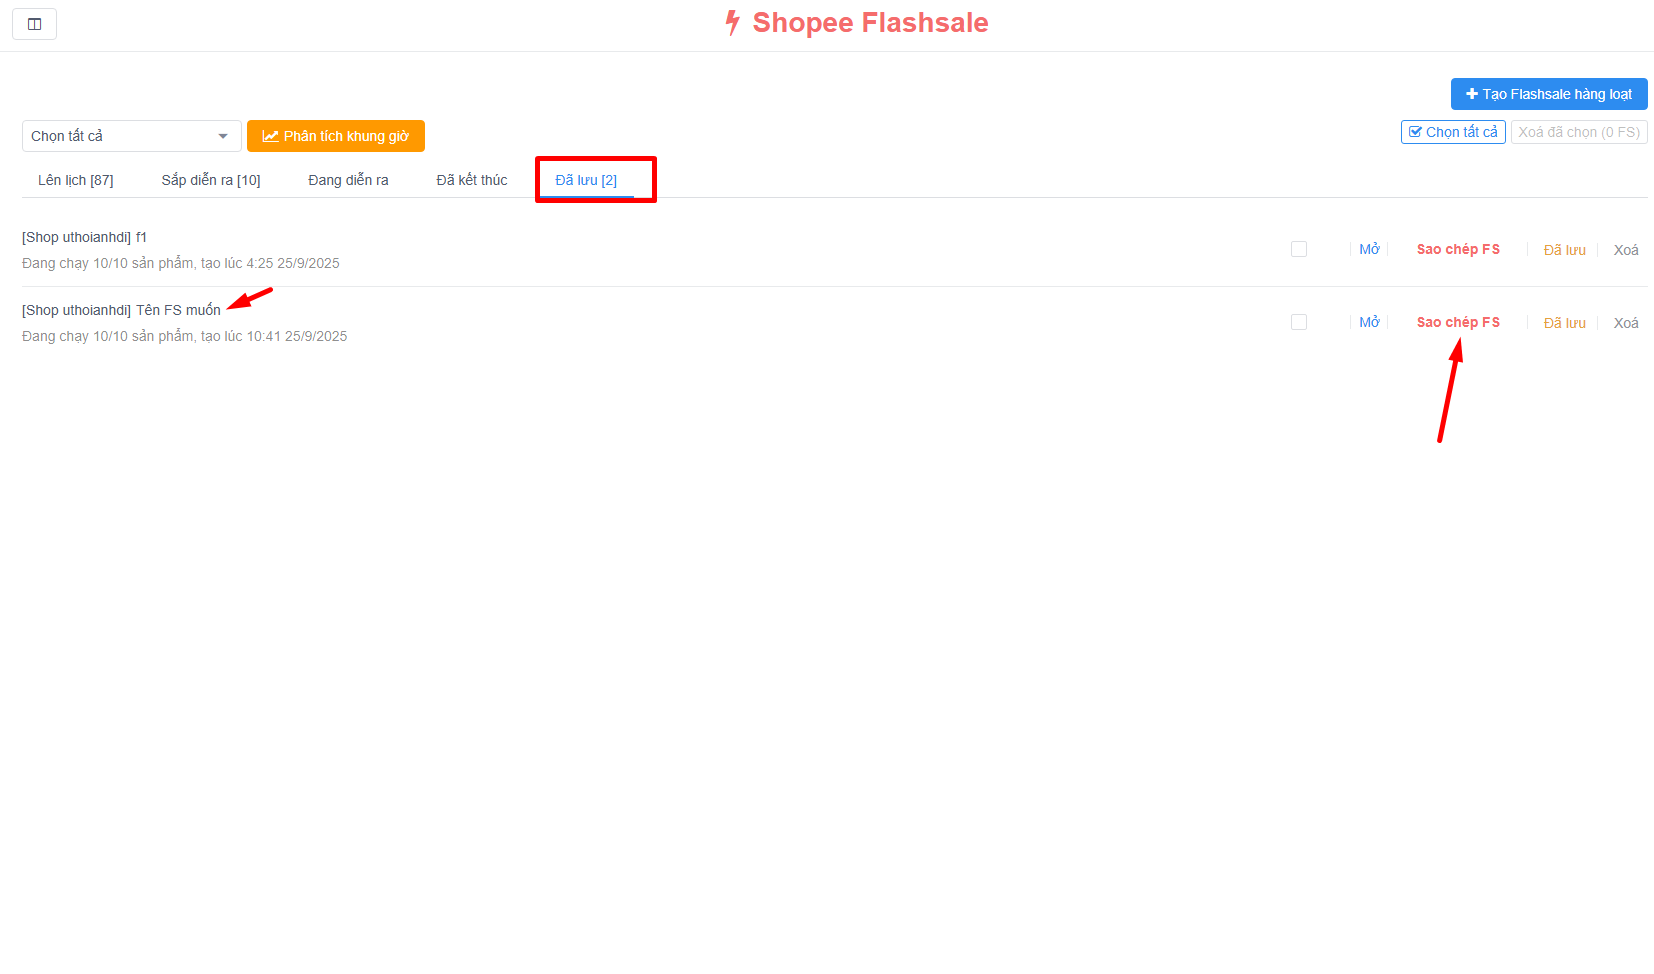 Shopee Flashsale
Tạo Flashsale hàng loạt
Chọn tất cả
Phân tích khung giờ
Chọn tất cả
Xoá đã chọn (0 FS)
Lên lịch [87]
Sắp diễn ra [10]
Đang diễn ra
Đã kết thúc
Đã lưu [2]
[Shop uthoianhdi] f1
Đang chạy 10/10 sản phẩm, tạo lúc 4:25 25/9/2025
Mở
Sao chép FS
Đã lưu
Xoá
[Shop uthoianhdi] Tên FS muốn
Đang chạy 10/10 sản phẩm, tạo lúc 10:41 25/9/2025
Mở
Sao chép FS
Đã lưu
Xoá